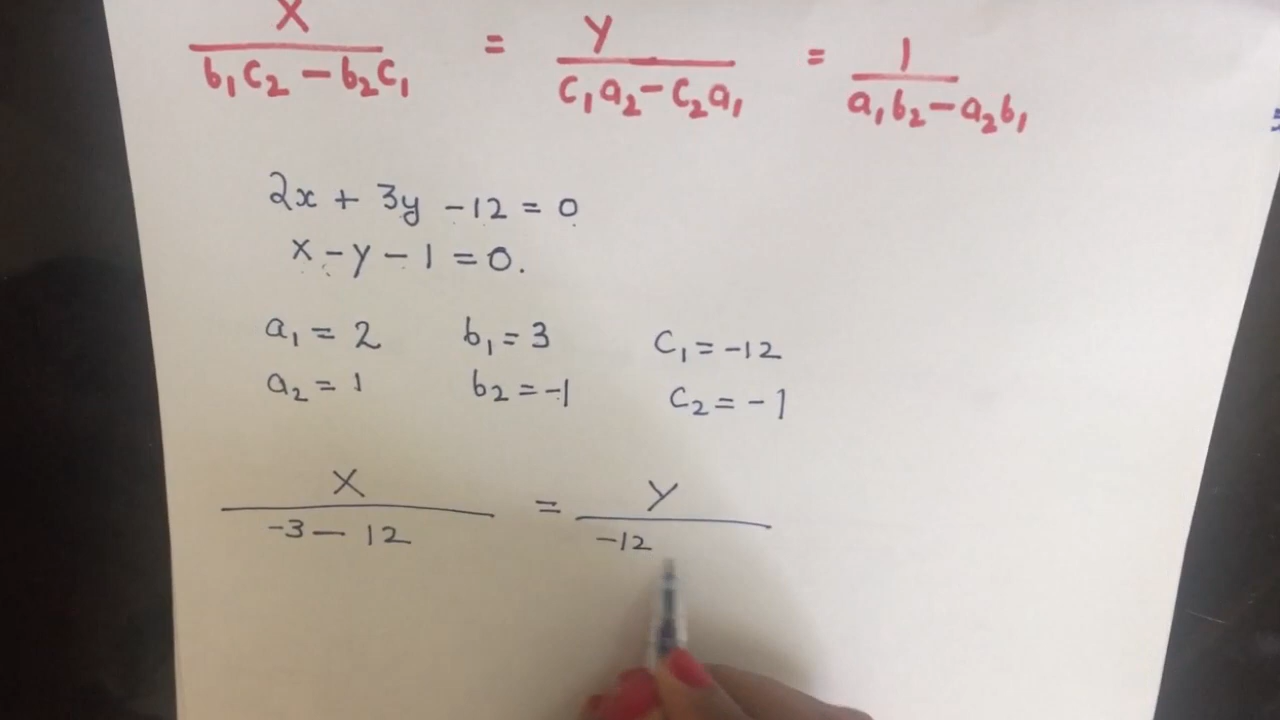 x / (b₁c₂ − b₂c₁) = y / (c₁a₂ − c₂a₁) = 1 / (a₁b₂ − a₂b₁)
2x + 3y − 12 = 0
x − y − 1 = 0.
a₁ = 2 b₁ = 3 c₁ = −12
a₂ = 1 b₂ = −1 c₂ = −1
x / (−3 − 12) = y / (−12